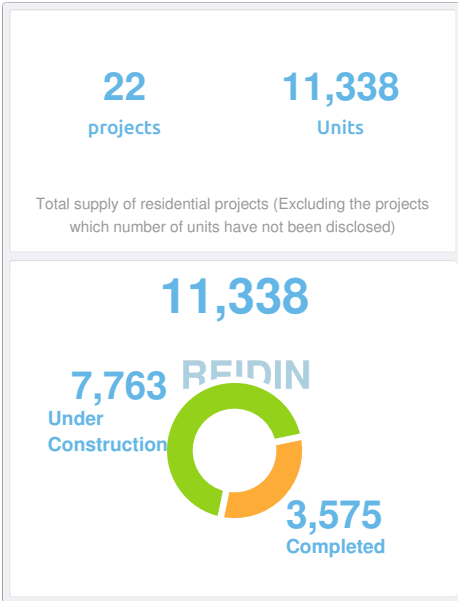 22
projects
11,338
Units
Total supply of residential projects (Excluding the projects
which number of units have not been disclosed)
11,338
REIDIN
7,763
Under
Construction
3,575
Completed